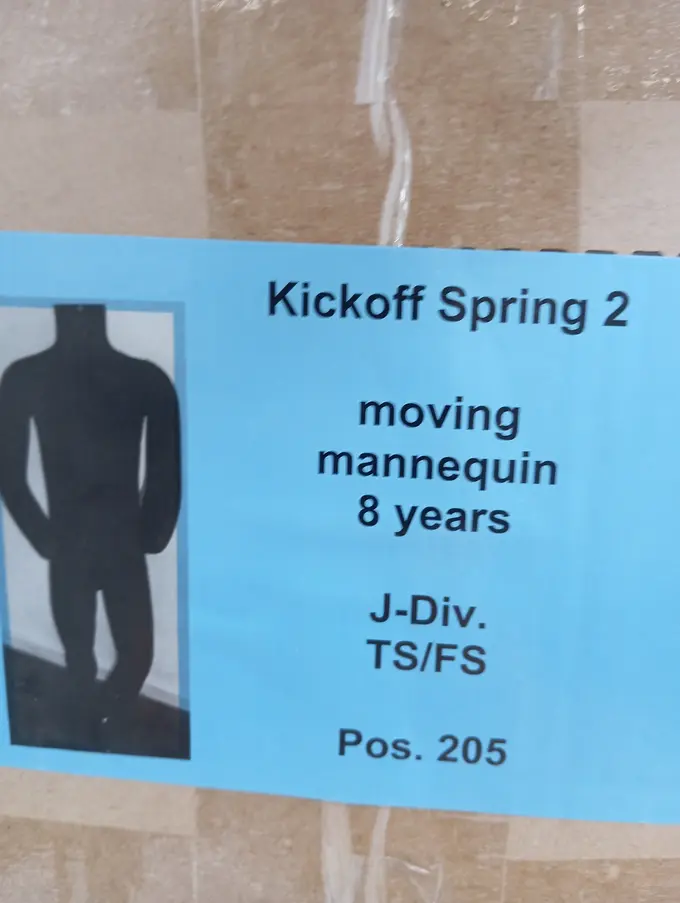 Kickoff Spring 2
moving
mannequin
8 years
J-Div.
TS/FS
Pos. 205